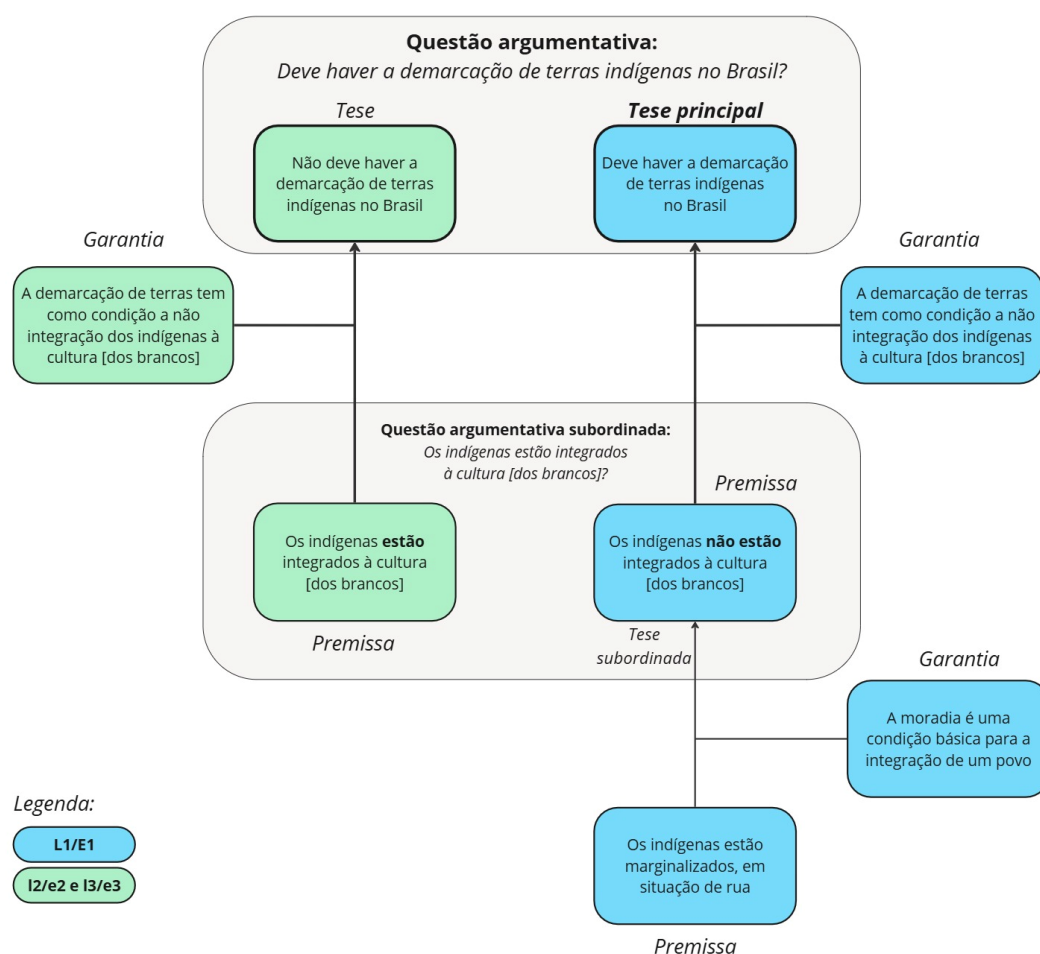 Questão argumentativa:
Deve haver a demarcação de terras indígenas no Brasil?
Tese
Não deve haver a
demarcação de terras
indígenas no Brasil
Tese principal
Deve haver a demarcação
de terras indígenas
no Brasil
Garantia
A demarcação de terras tem
como condição a não
integração dos indígenas à
cultura [dos brancos]
Garantia
A demarcação de terras
tem como condição a não
integração dos indígenas
à cultura [dos brancos]
Questão argumentativa subordinada:
Os indígenas estão integrados
à cultura [dos brancos]?
Os indígenas estão
integrados à cultura
[dos brancos]
Premissa
Premissa
Os indígenas não estão
integrados à cultura
[dos brancos]
Tese
subordinada
Garantia
A moradia é uma
condição básica para a
integração de um povo
Os indígenas estão
marginalizados, em
situação de rua
Premissa
Legenda:
L1/E1
l2/e2 e l3/e3